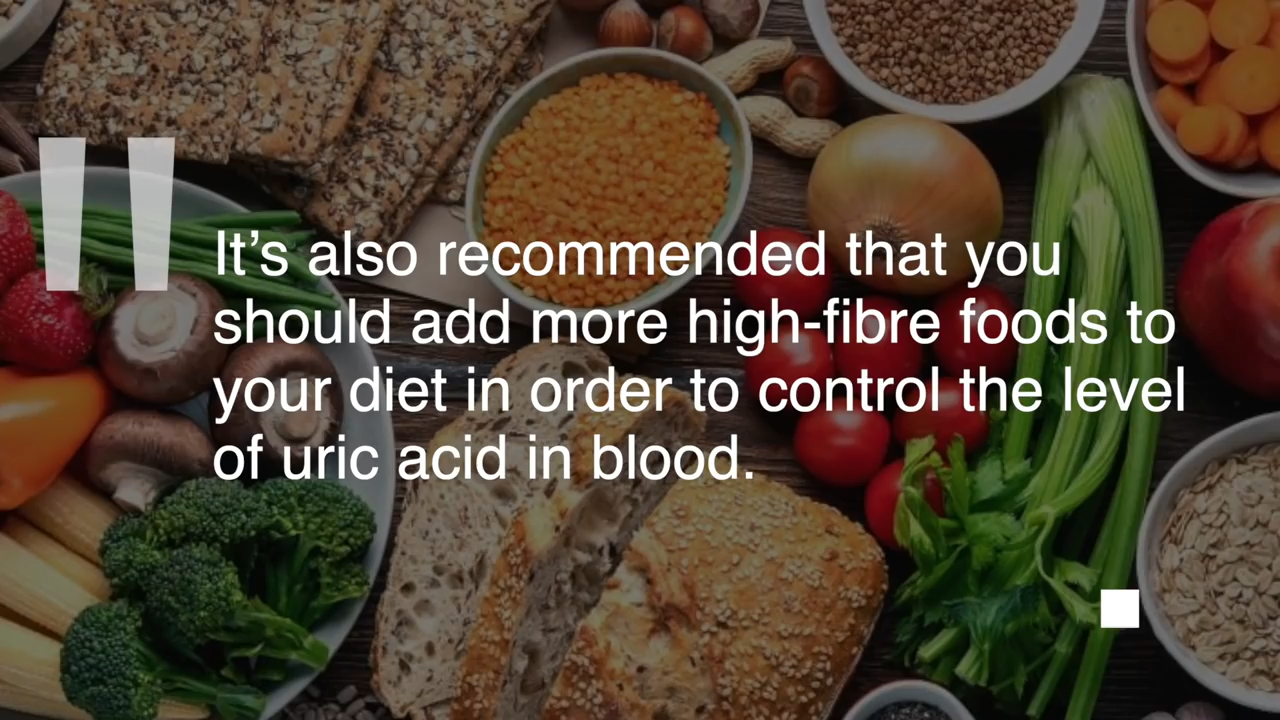 "
It’s also recommended that you
should add more high-fibre foods to
your diet in order to control the level
of uric acid in blood.